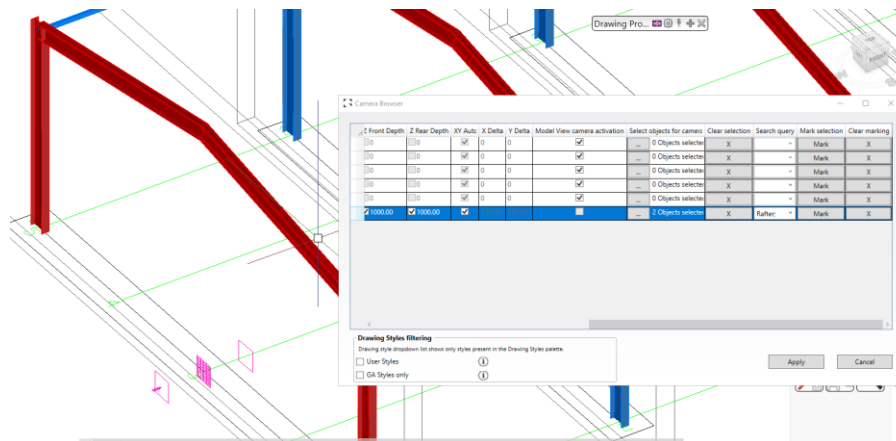 Drawing Pro...
TOP
RIGHT
Camera Browser
Z Front Depth Z Rear Depth XY Autc X Delta Y Delta Model View camera activation Select objects for camera Clear selection Search query Mark selection Clear marking
0 0 0 0 ... 0 Objects selected X Mark X
0 0 0 0 ... 0 Objects selected X Mark X
0 0 0 0 ... 0 Objects selected X Mark X
0 0 0 0 ... 0 Objects selected X Mark X
0 0 0 0 ... 0 Objects selected X Mark X
1000.00 1000.00 ... 2 Objects selected X Rafter; Mark X
Drawing Styles filtering
Drawing style dropdown list shows only styles present in the Drawing Styles palette.
User Styles
GA Styles only
Apply Cancel